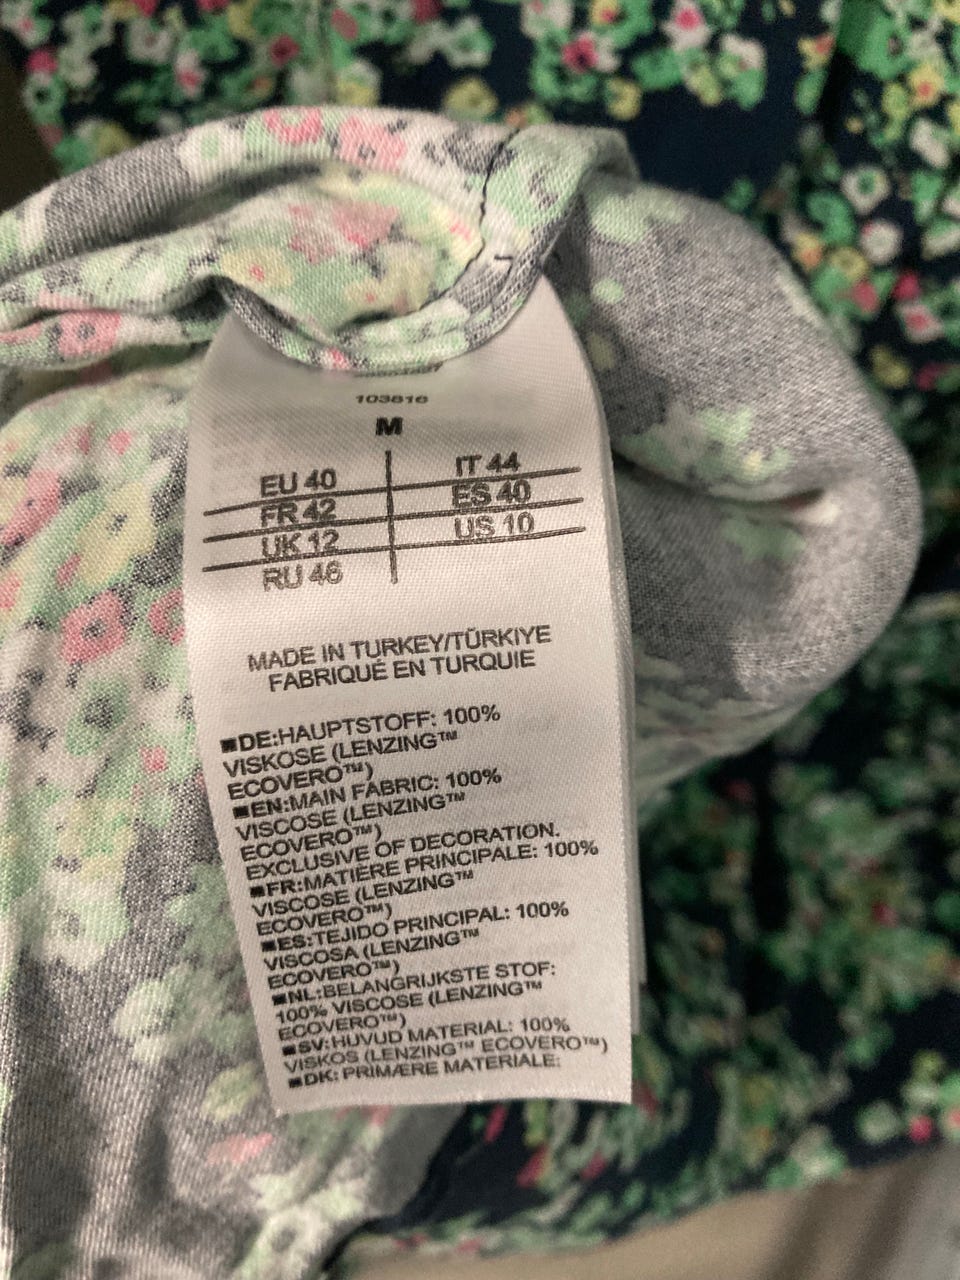 103616
M
EU 40 IT 44
FR 42 ES 40
UK 12 US 10
RU 46
MADE IN TURKEY/TÜRKIYE
FABRIQUÉ EN TURQUIE
■DE:HAUPTSTOFF: 100%
VISKOSE (LENZING™
ECOVERO™)
■EN:MAIN FABRIC: 100%
VISCOSE (LENZING™
ECOVERO™)
EXCLUSIVE OF DECORATION.
■FR:MATIÈRE PRINCIPALE: 100%
VISCOSE (LENZING™
ECOVERO™)
■ES:TEJIDO PRINCIPAL: 100%
VISCOSA (LENZING™
ECOVERO™)
■NL:BELANGRIJKSTE STOF:
100% VISCOSE (LENZING™
ECOVERO™)
■SV:HUVUD MATERIAL: 100%
VISKOS (LENZING™ ECOVERO™)
■DK: PRIMÆRE MATERIALE: